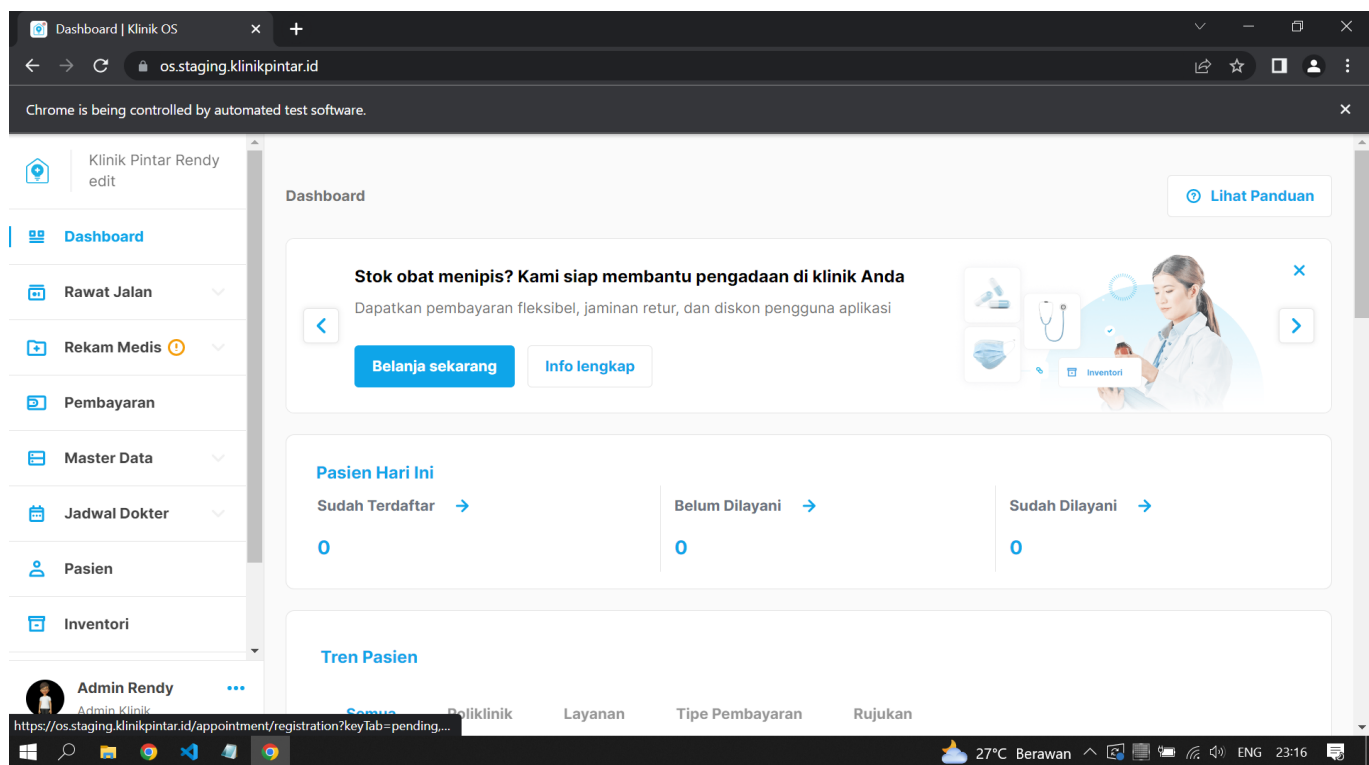 Dashboard | Klinik OS
os.staging.klinikpintar.id
Chrome is being controlled by automated test software.
Klinik Pintar Rendy
edit
Dashboard
Rawat Jalan
Rekam Medis
Pembayaran
Master Data
Jadwal Dokter
Pasien
Inventori
Admin Rendy
Admin Klinik
Dashboard
Lihat Panduan
Stok obat menipis? Kami siap membantu pengadaan di klinik Anda
Dapatkan pembayaran fleksibel, jaminan retur, dan diskon pengguna aplikasi
Belanja sekarang
Info lengkap
Inventori
Pasien Hari Ini
Sudah Terdaftar
Belum Dilayani
Sudah Dilayani
0
0
0
Tren Pasien
Semua
Poliklinik
Layanan
Tipe Pembayaran
Rujukan
https://os.staging.klinikpintar.id/appointment/registration?keyTab=pending,...
27°C Berawan
ENG
23:16